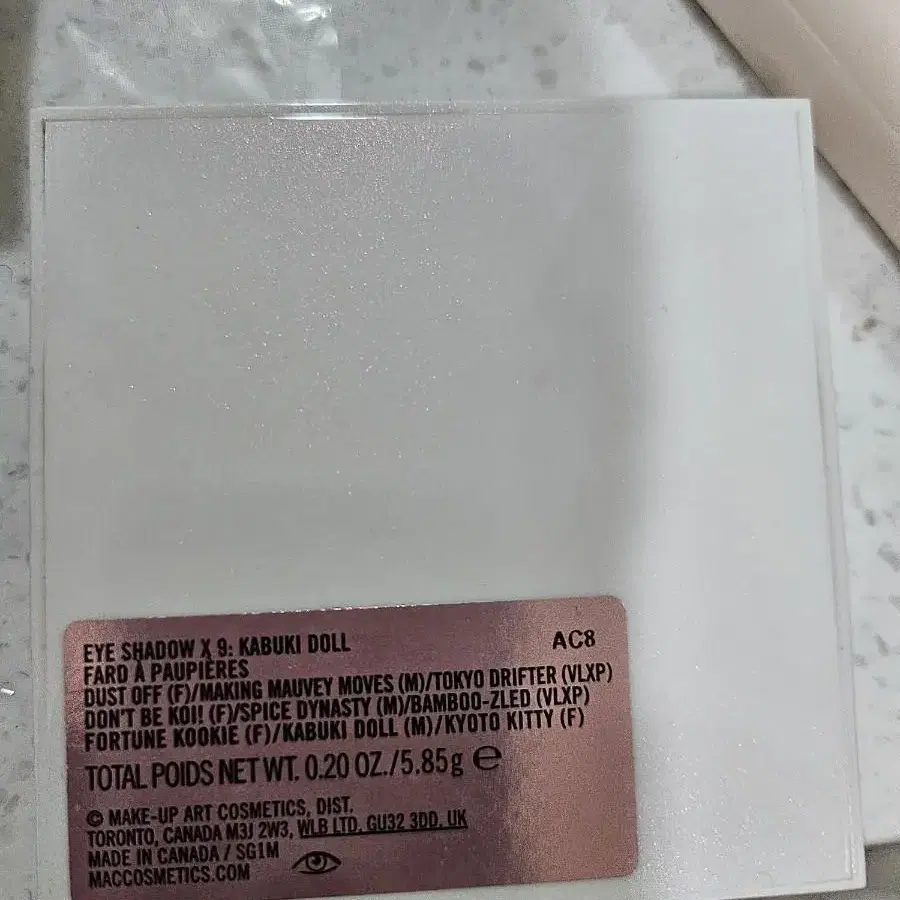 EYE SHADOW X 9: KABUKI DOLL AC8
FARD À PAUPIÈRES
DUST OFF (F)/MAKING MAUVEY MOVES (M)/TOKYO DRIFTER (VLXP)
DON'T BE KOI! (F)/SPICE DYNASTY (M)/BAMBOO-ZLED (VLXP)
FORTUNE KOOKIE (F)/KABUKI DOLL (M)/KYOTO KITTY (F)
TOTAL POIDS NET WT. 0.20 OZ./5.85g ℮
© MAKE-UP ART COSMETICS, DIST.
TORONTO, CANADA M3J 2W3, WLB LTD. GU32 3DD, UK
MADE IN CANADA / SG1M
MACCOSMETICS.COM